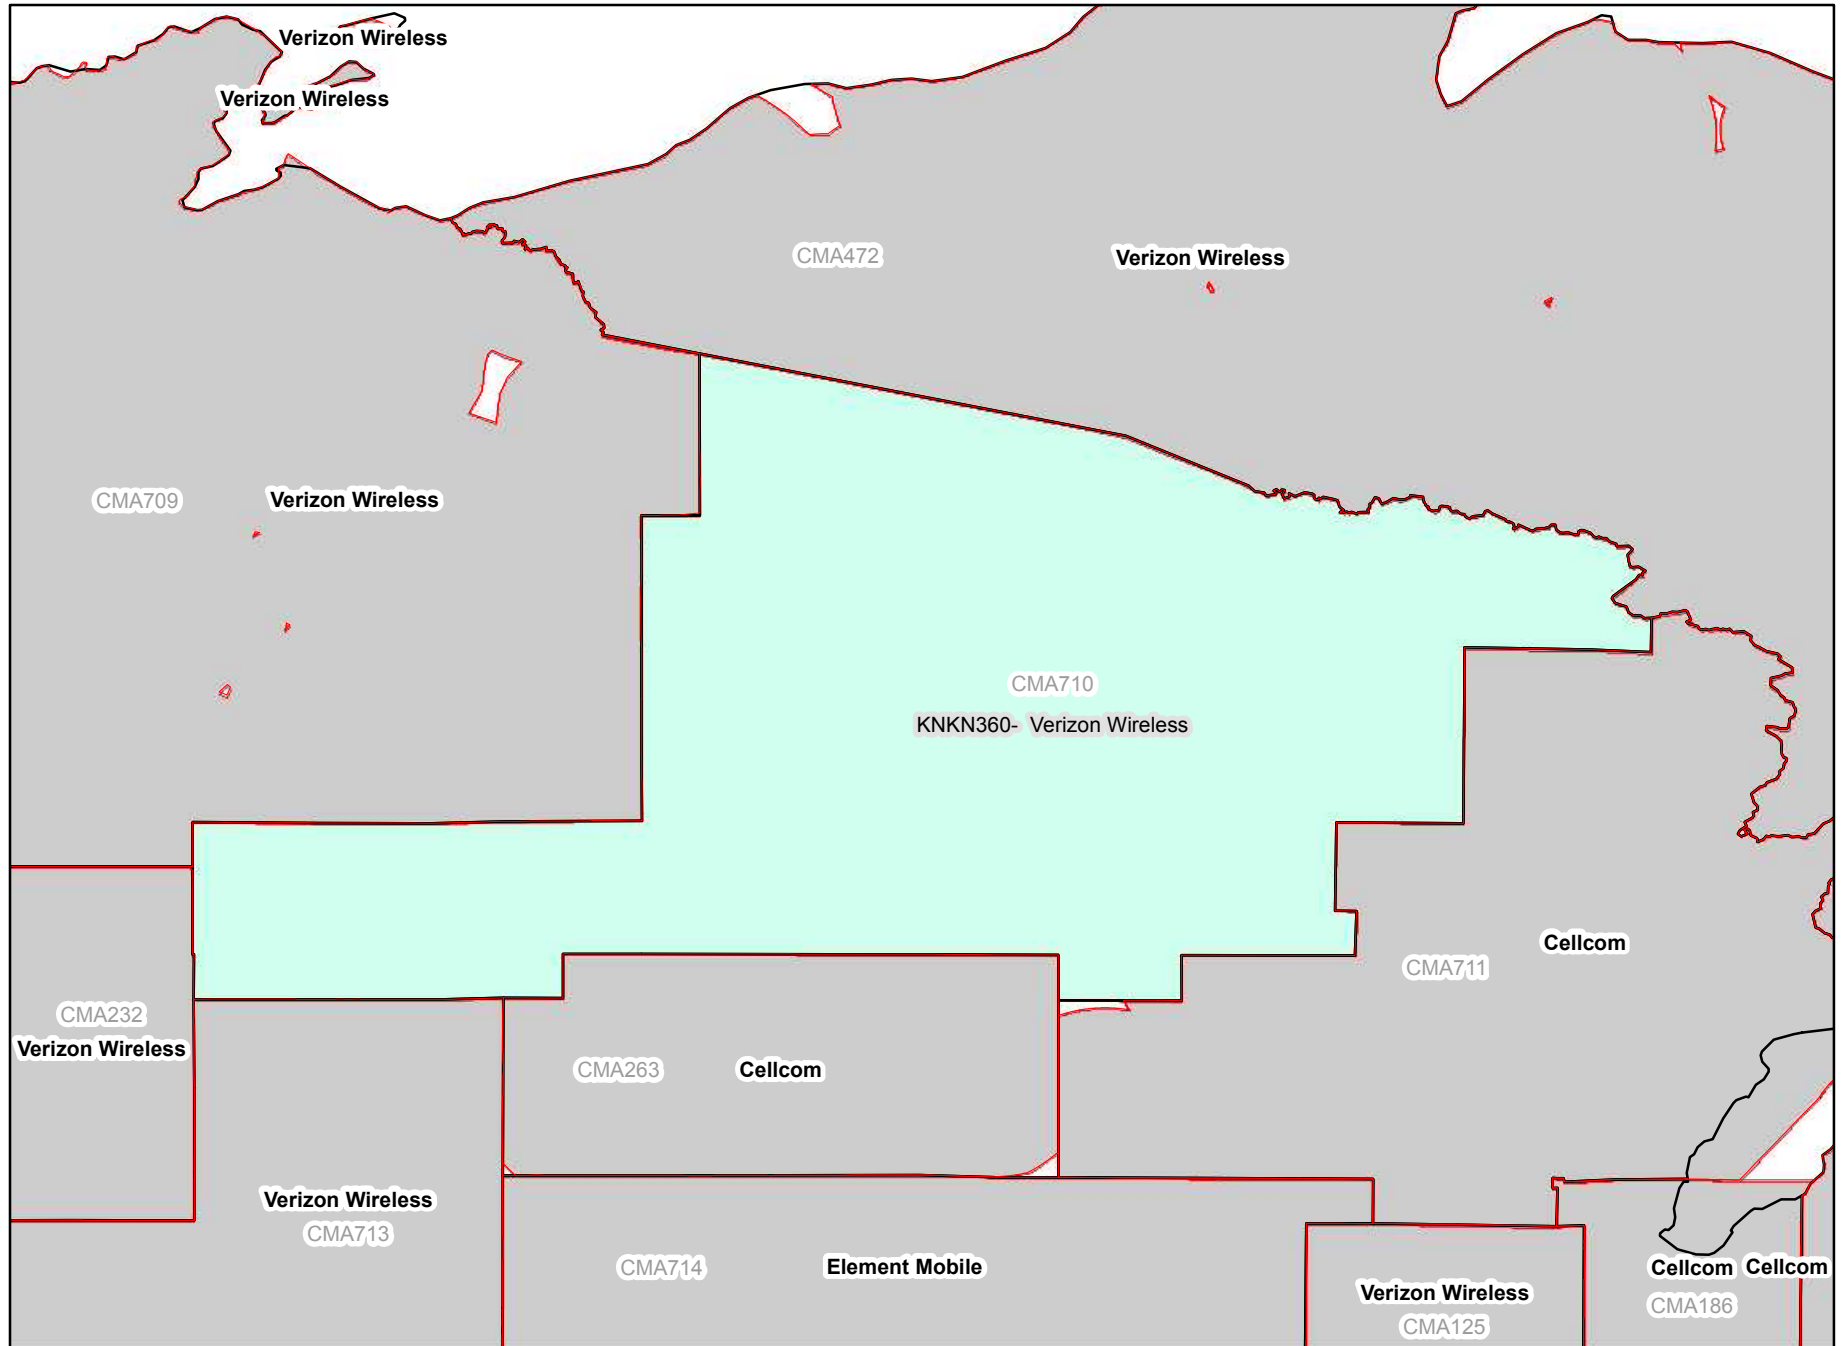 Verizon Wireless
Verizon Wireless
CMA472
Verizon Wireless
CMA709
Verizon Wireless
CMA710
KNKN360- Verizon Wireless
Cellcom
CMA711
CMA232
Verizon Wireless
CMA263
Cellcom
Verizon Wireless
CMA713
CMA714
Element Mobile
Verizon Wireless
CMA125
Cellcom
Cellcom
CMA186